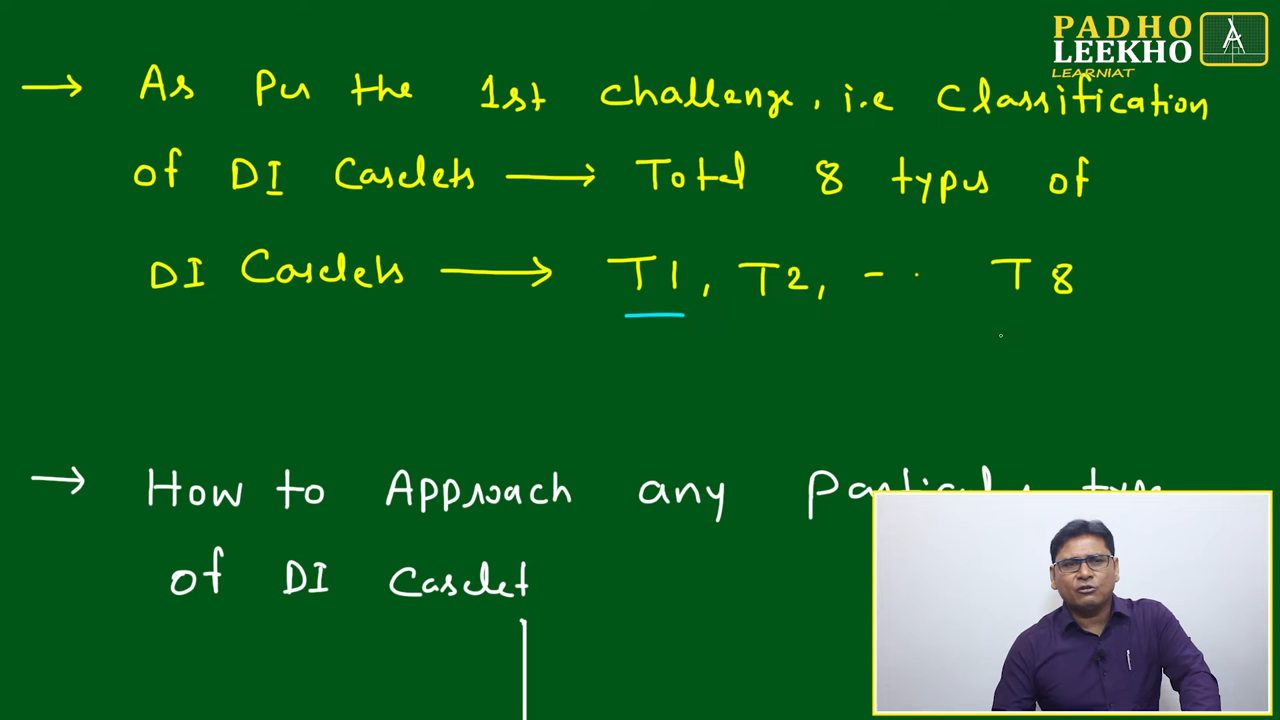 PADHO
LEEKHO
LEARNIAT
→ As Per the 1st challenge, i.e Classification
of DI Caselets → Total 8 types of
DI Caselets → T1, T2, - . T8
→ How to Approach any
of DI Caselet